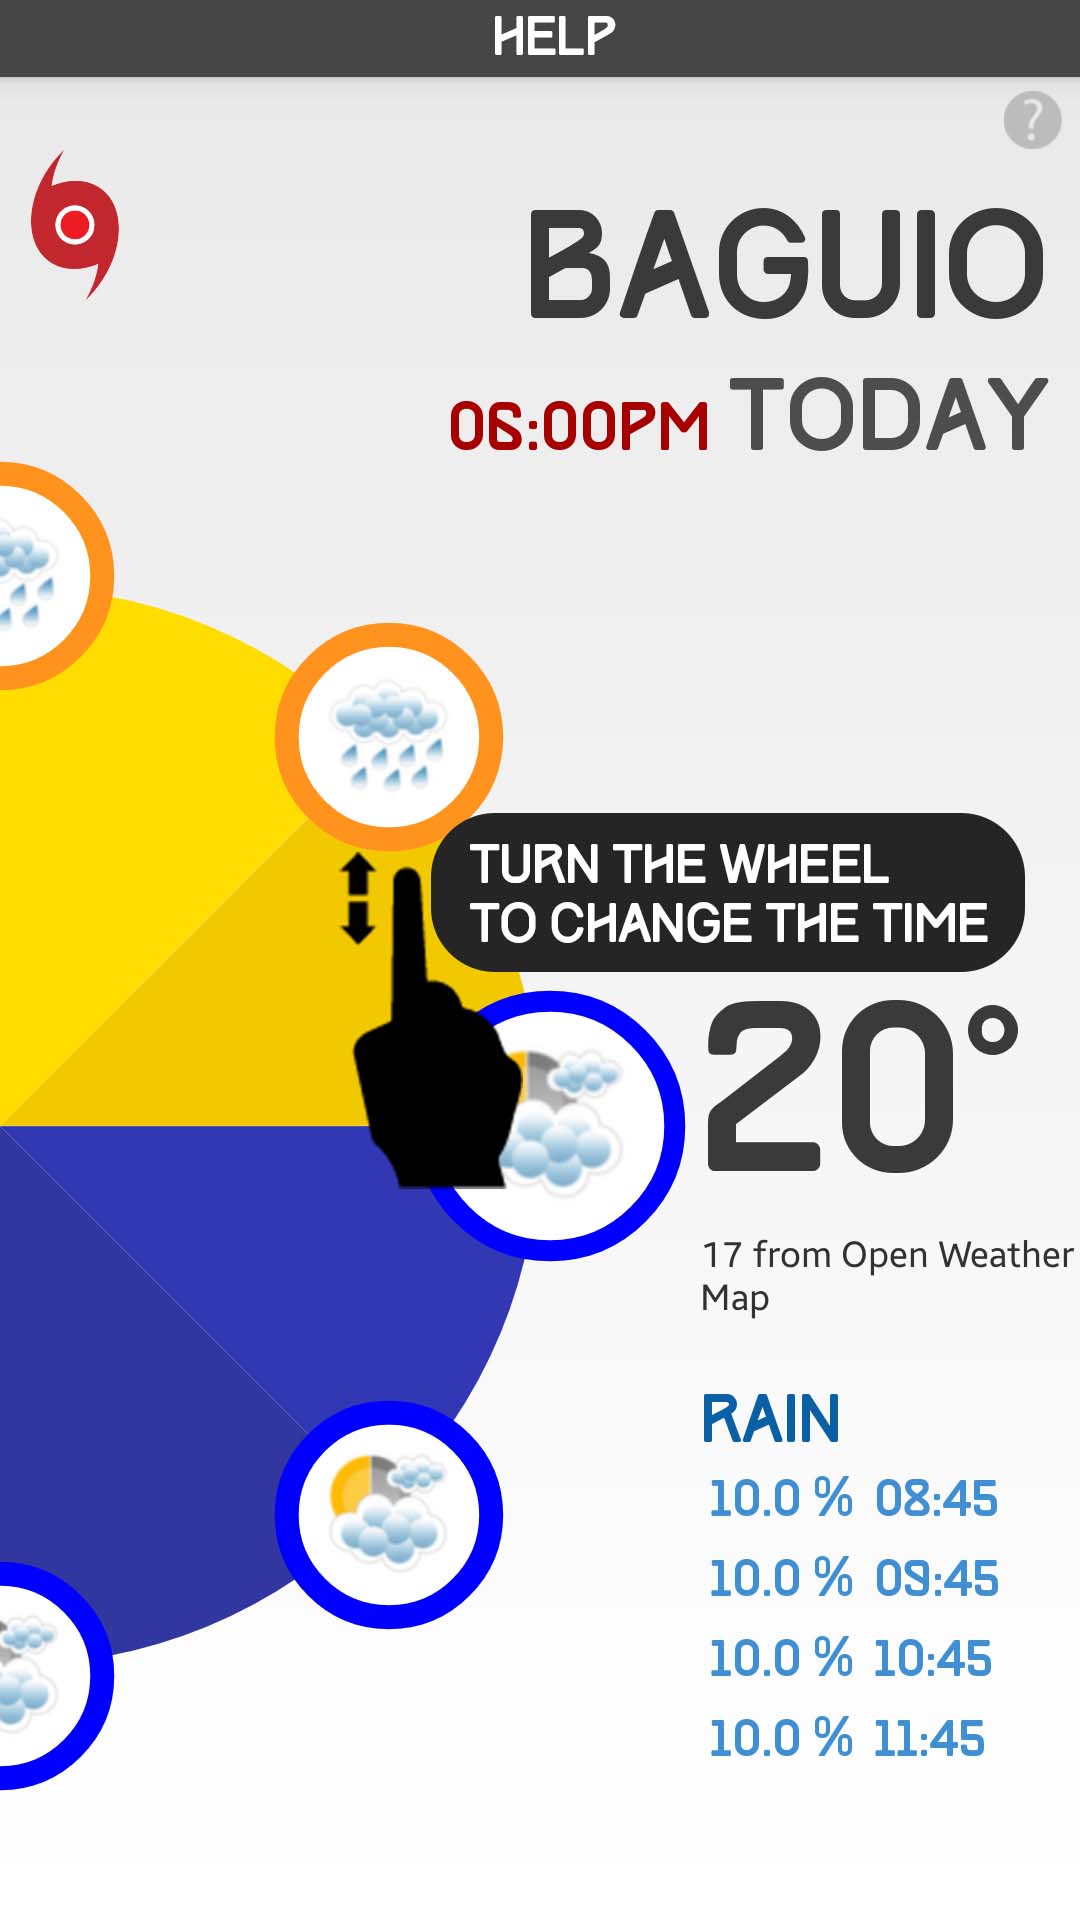 HELP
?
BAGUIO
06:00PM TODAY
TURN THE WHEEL
TO CHANGE THE TIME
20°
17 from Open Weather
Map
RAIN
10.0 % 08:45
10.0 % 09:45
10.0 % 10:45
10.0 % 11:45